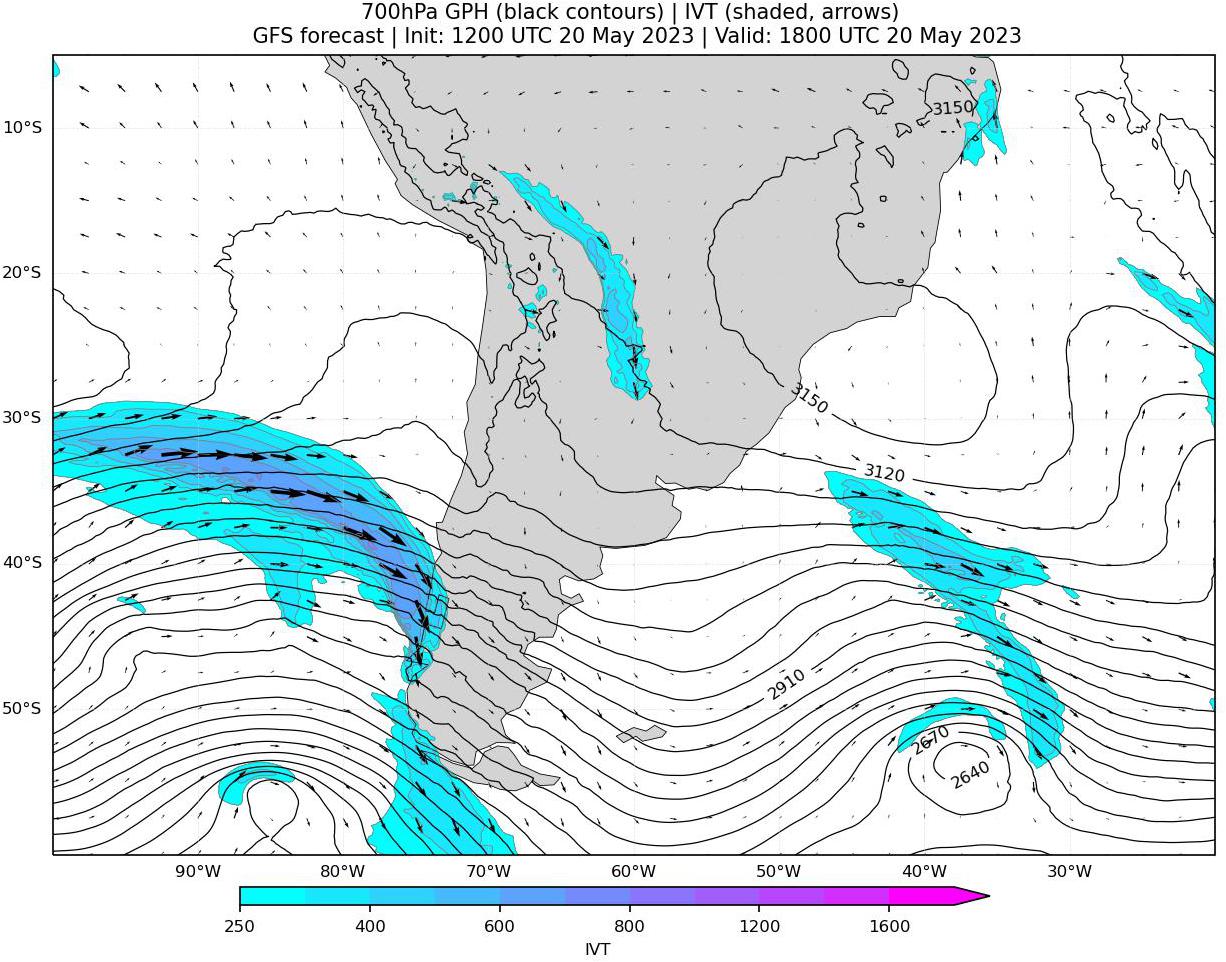 700hPa GPH (black contours) | IVT (shaded, arrows)
GFS forecast | Init: 1200 UTC 20 May 2023 | Valid: 1800 UTC 20 May 2023
3150
10°S
20°S
3150
30°S
3120
40°S
2910
50°S
2670
2640
90°W 80°W 70°W 60°W 50°W 40°W 30°W
250 400 600 800 1200 1600
IVT